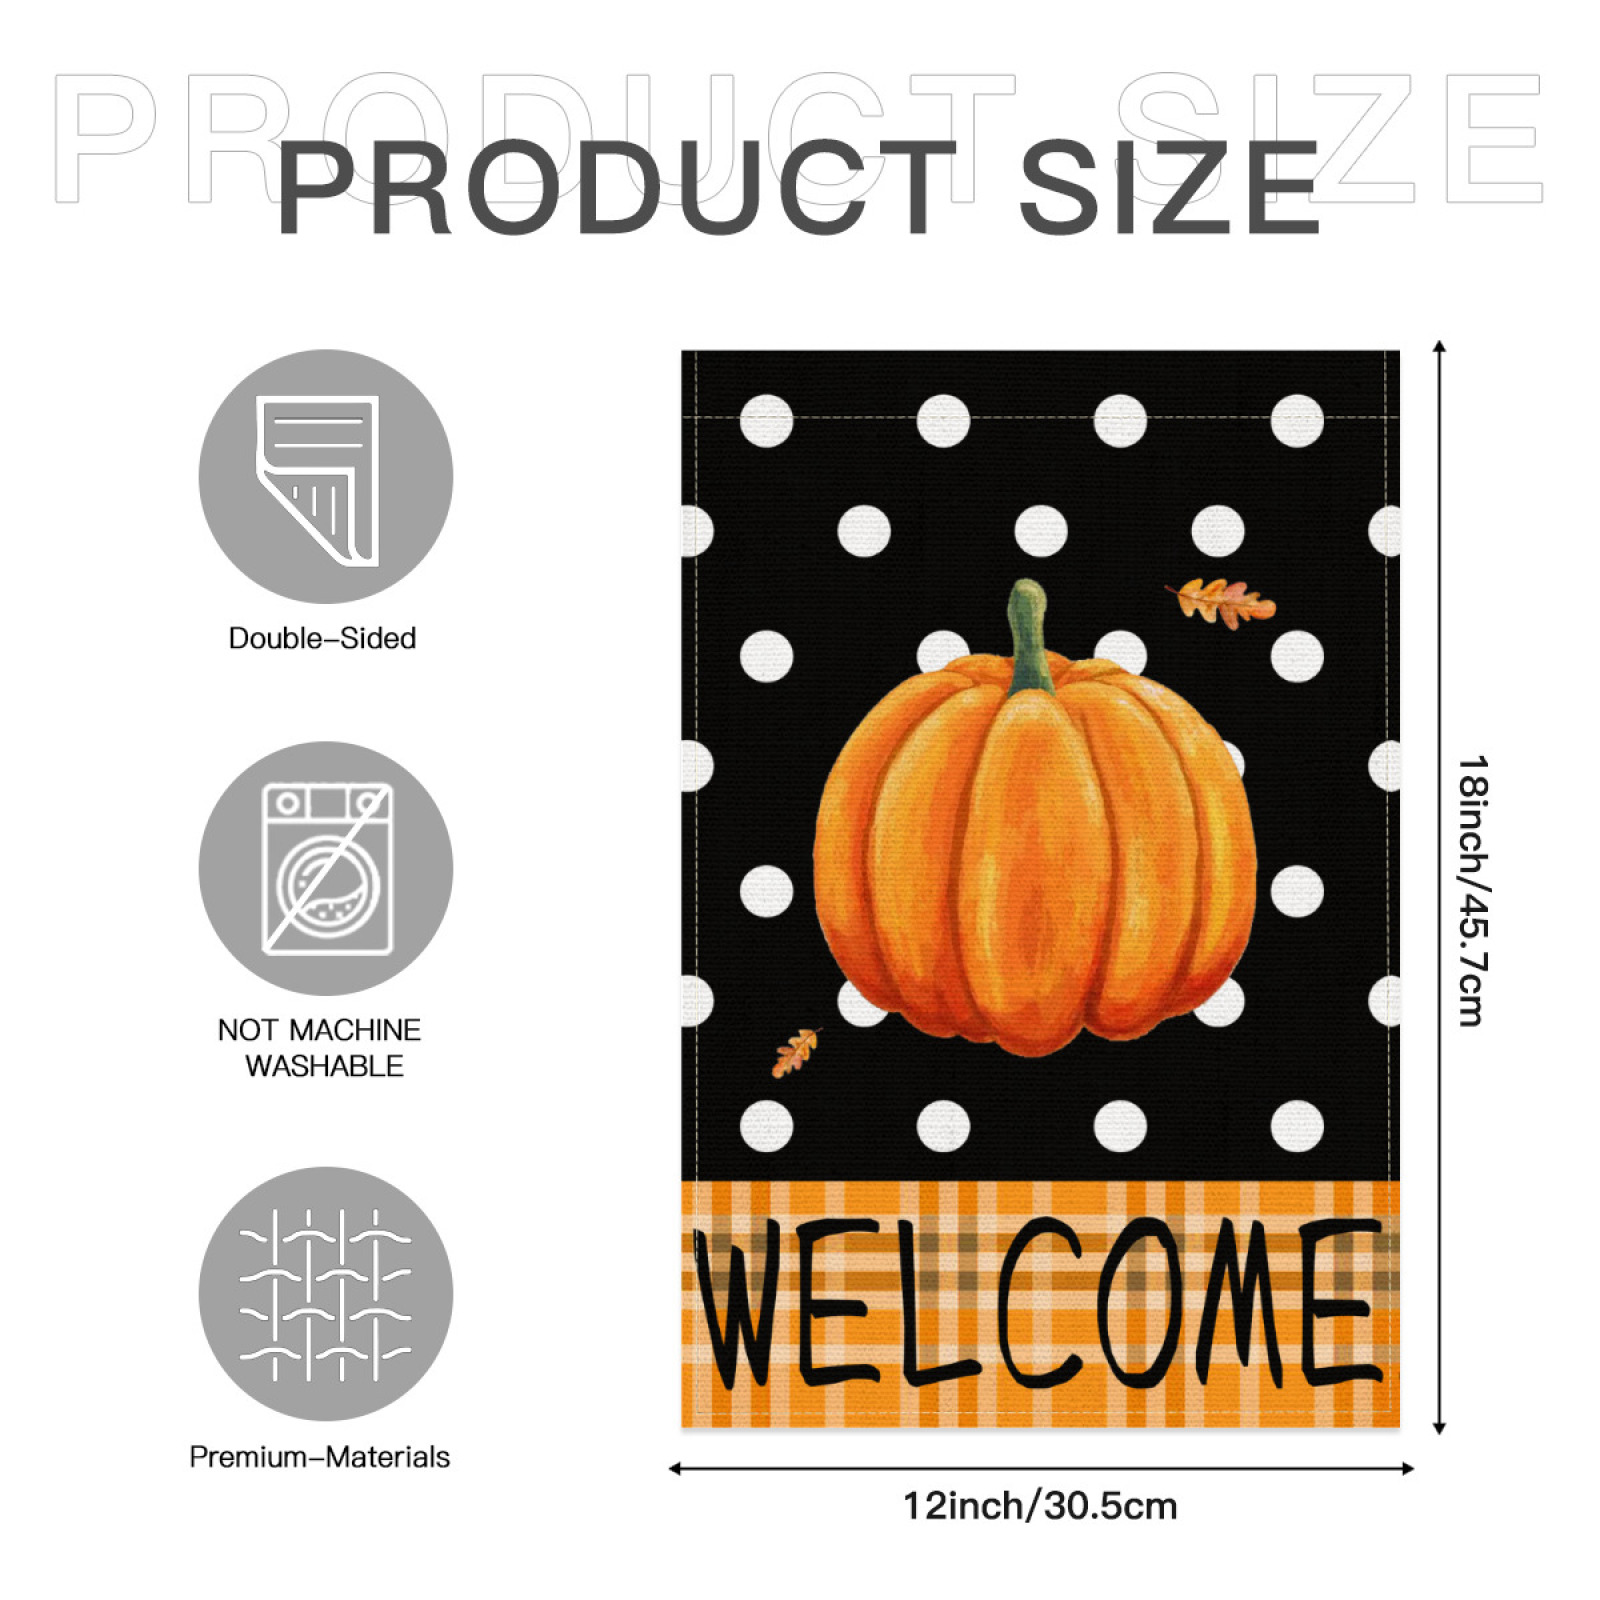 PRODUCT SIZE
PRODUCT SIZE
Double-Sided
NOT MACHINE
WASHABLE
Premium-Materials
WELCOME
18inch/45.7cm
12inch/30.5cm